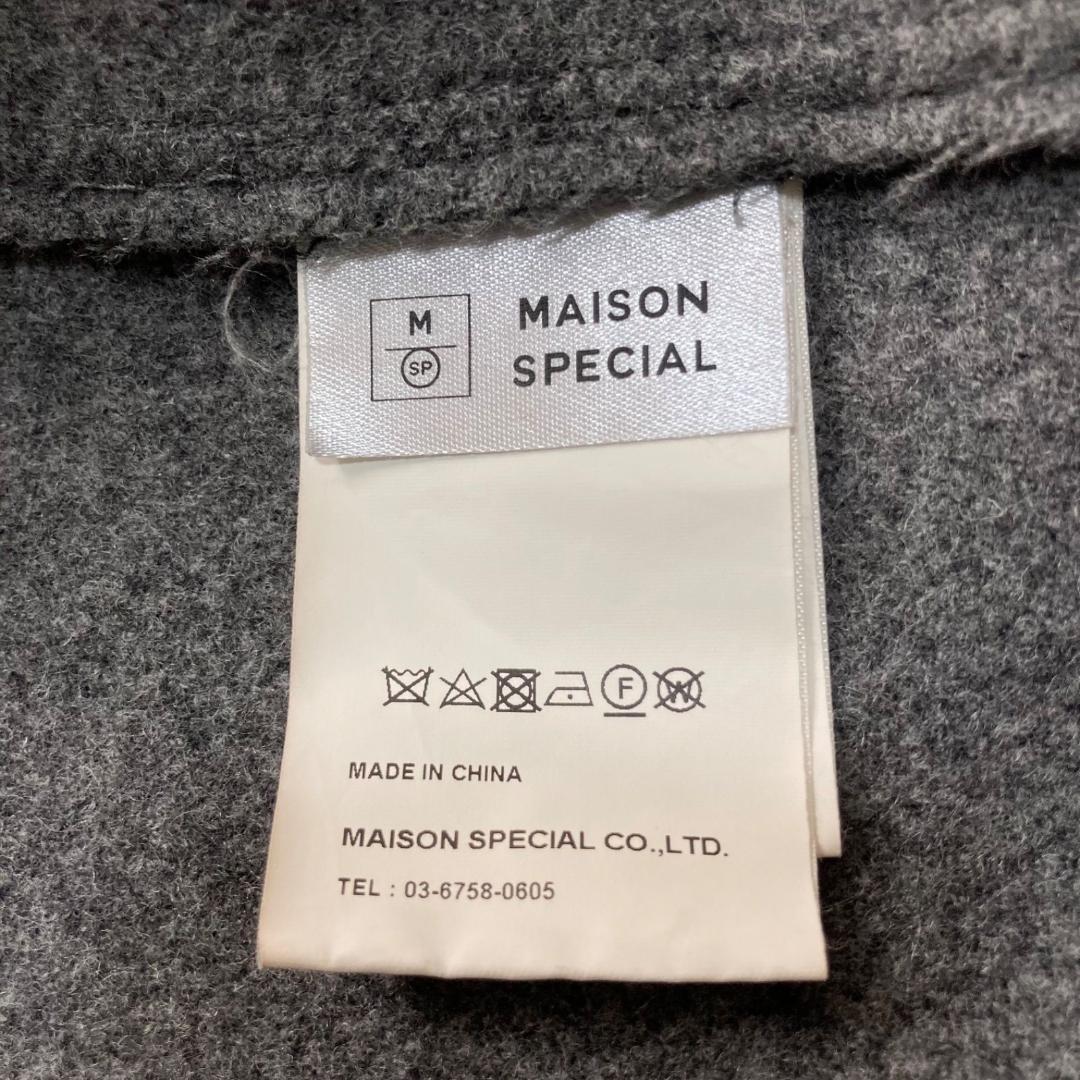 M
SP
MAISON
SPECIAL
F W
MADE IN CHINA
MAISON SPECIAL CO.,LTD.
TEL : 03-6758-0605